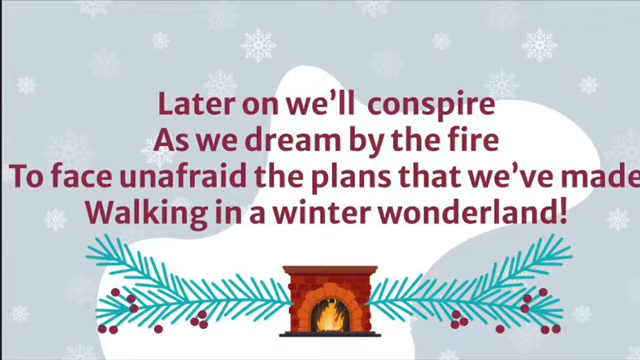 Later on we'll conspire
As we dream by the fire
To face unafraid the plans that we've made
Walking in a winter wonderland!